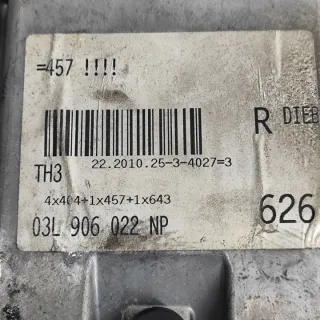 =457 !!!!
R DIEB
22.2010.25-3-4027=3
TH3
4x404+1x457+1x643
03L 906 022 NP 626